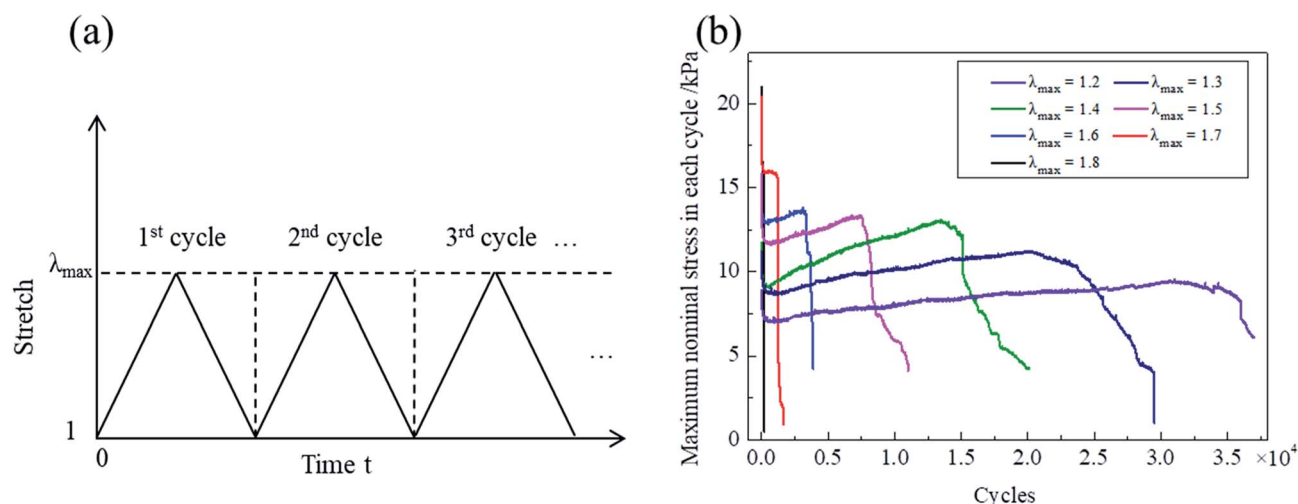 (a)
Stretch
λmax
1
1st cycle 2nd cycle 3rd cycle ...
...
0
Time t
(b)
Maximum nominal stress in each cycle /kPa
20
15
10
5
0
λmax = 1.2 λmax = 1.3
λmax = 1.4 λmax = 1.5
λmax = 1.6 λmax = 1.7
λmax = 1.8
0.0 0.5 1.0 1.5 2.0 2.5 3.0 3.5 ×10⁴
Cycles